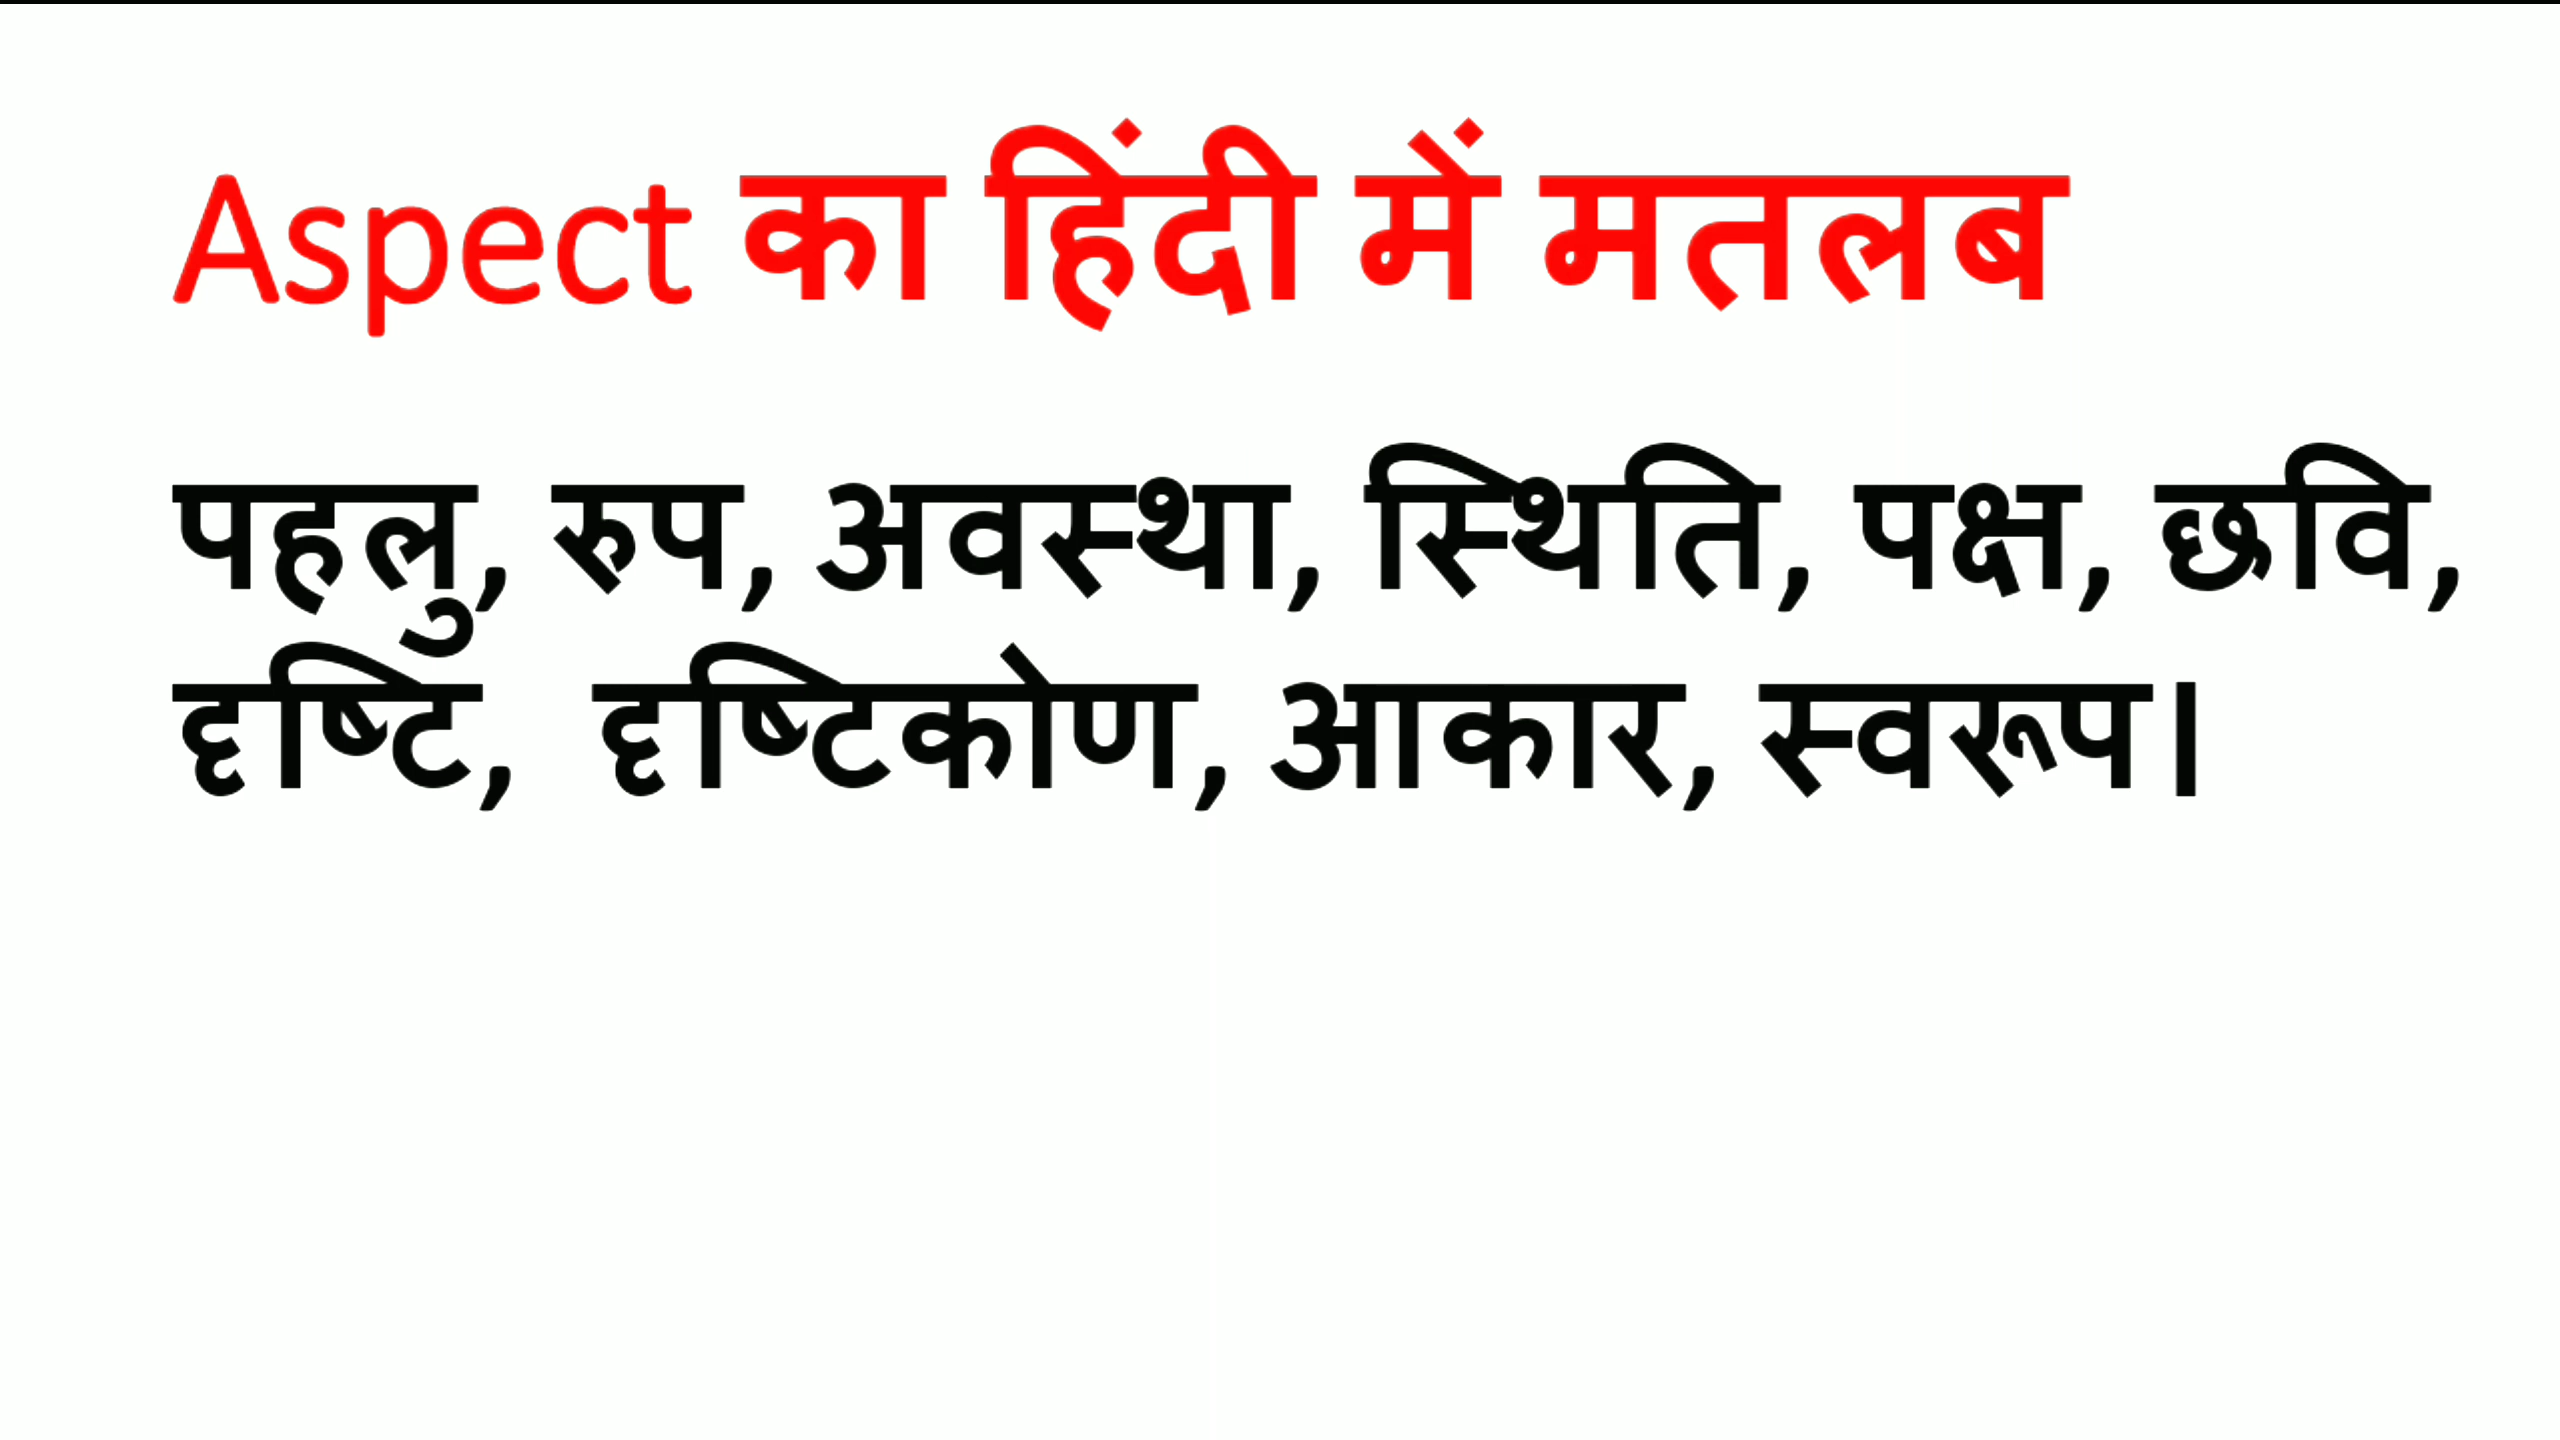 Aspect का हिंदी में मतलब
पहलु, रुप, अवस्था, स्थिति, पक्ष, छवि,
दृष्टि, दृष्टिकोण, आकार, स्वरूप।